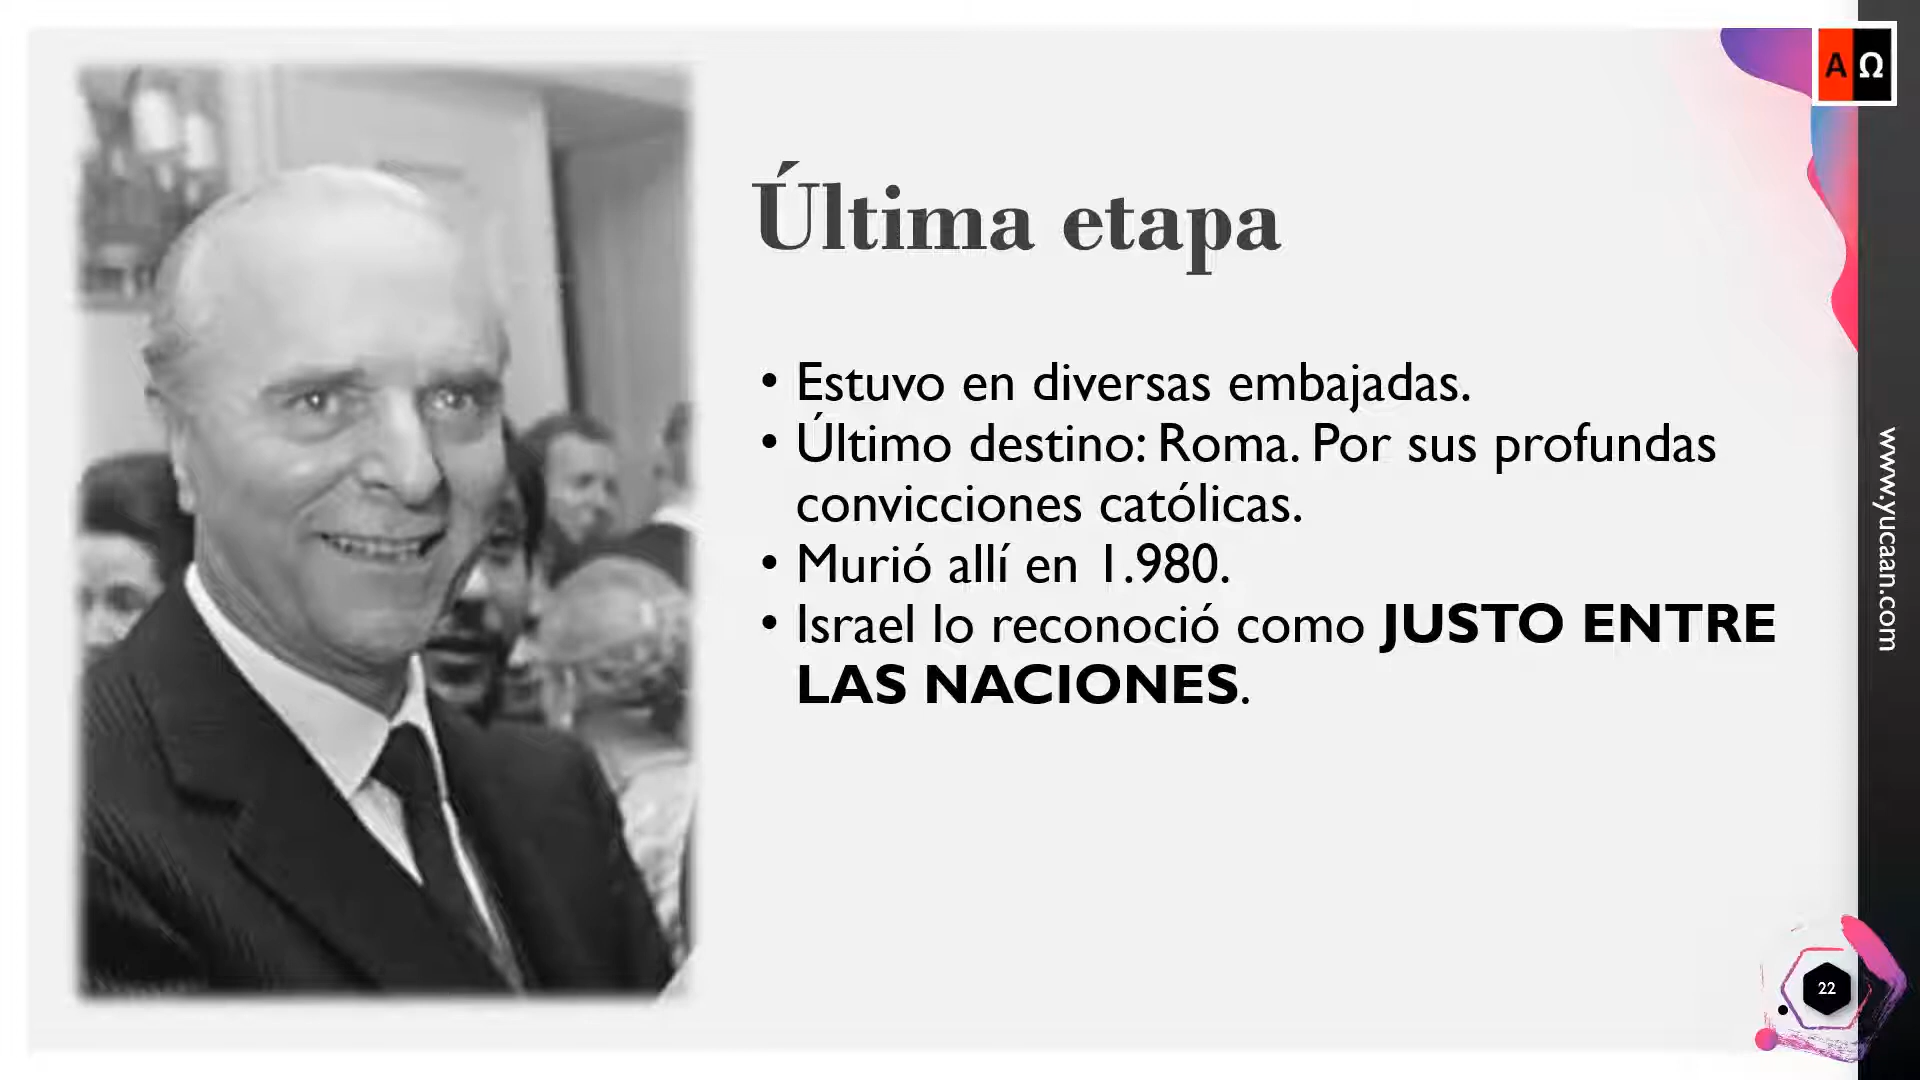 Última etapa
• Estuvo en diversas embajadas.
• Último destino: Roma. Por sus profundas
convicciones católicas.
• Murió allí en 1.980.
• Israel lo reconoció como JUSTO ENTRE
LAS NACIONES.
Α Ω
www.yucaan.com
22